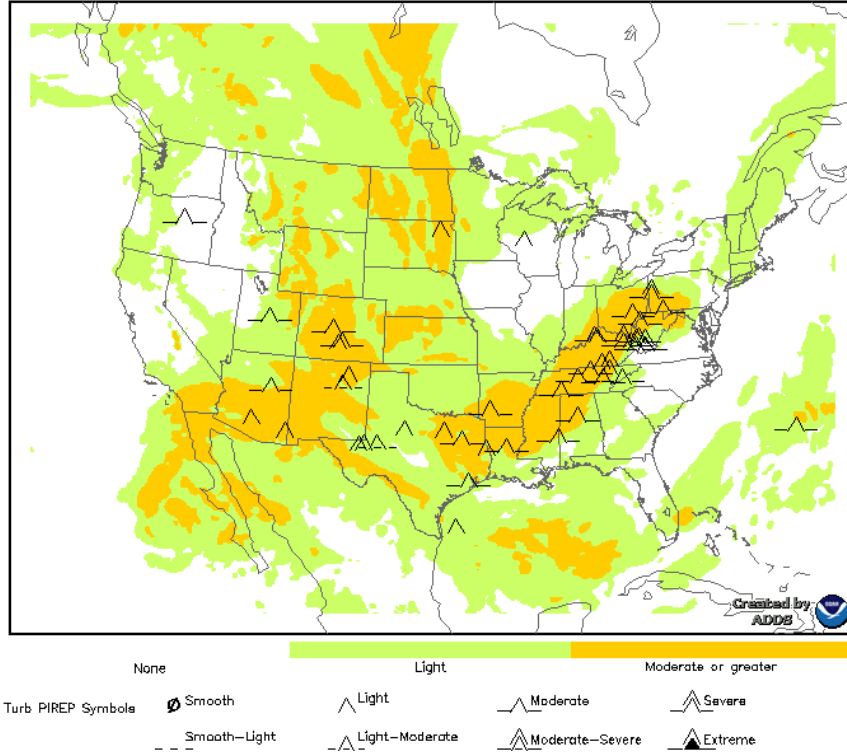 Created by
ADDS
None Light Moderate or greater
Turb PIREP Symbols Smooth Light Moderate Severe
Smooth-Light Light-Moderate Moderate-Severe Extreme